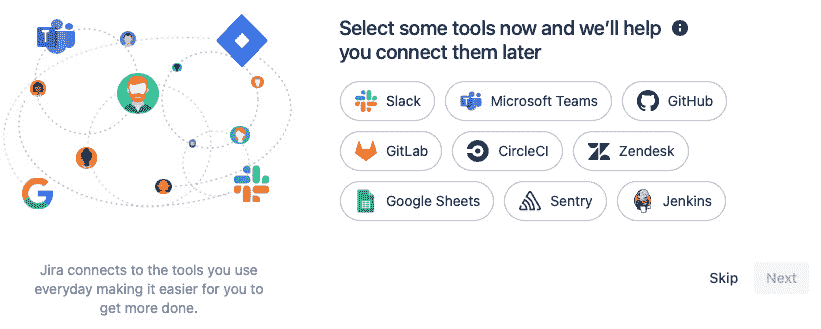 Select some tools now and we'll help
you connect them later
Slack
Microsoft Teams
GitHub
GitLab
CircleCI
Zendesk
Google Sheets
Sentry
Jenkins
Jira connects to the tools you use
everyday making it easier for you to
get more done.
Skip
Next